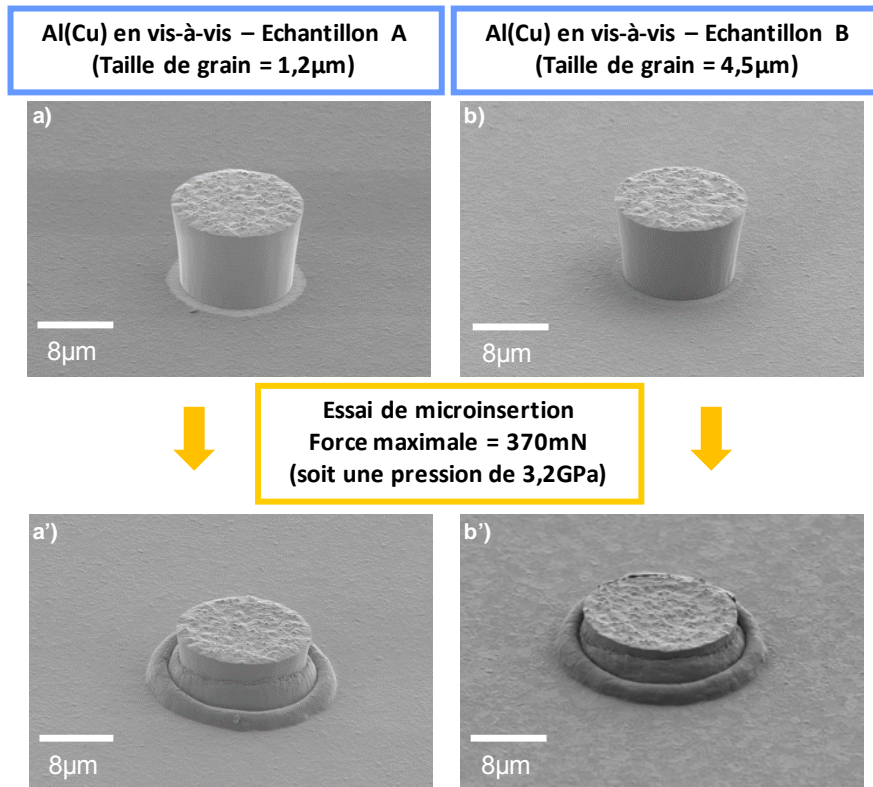 Al(Cu) en vis-à-vis – Echantillon A
(Taille de grain = 1,2µm)
Al(Cu) en vis-à-vis – Echantillon B
(Taille de grain = 4,5µm)
a)
b)
8µm
8µm
Essai de microinsertion
Force maximale = 370mN
(soit une pression de 3,2GPa)
a’)
b’)
8µm
8µm